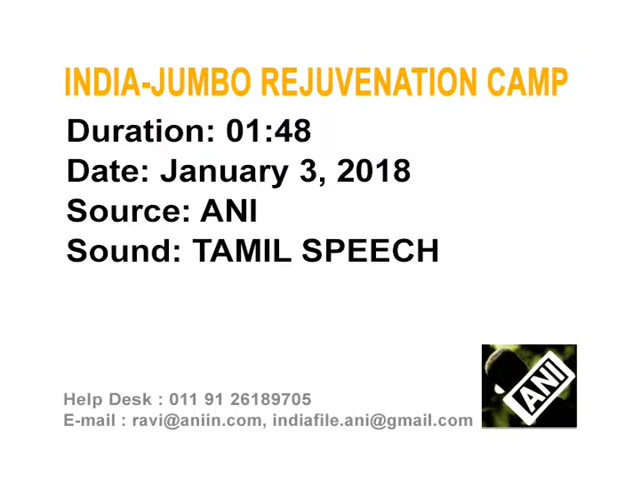 INDIA-JUMBO REJUVENATION CAMP
Duration: 01:48
Date: January 3, 2018
Source: ANI
Sound: TAMIL SPEECH
ANI
Help Desk : 011 91 26189705
E-mail : ravi@aniin.com, indiafile.ani@gmail.com